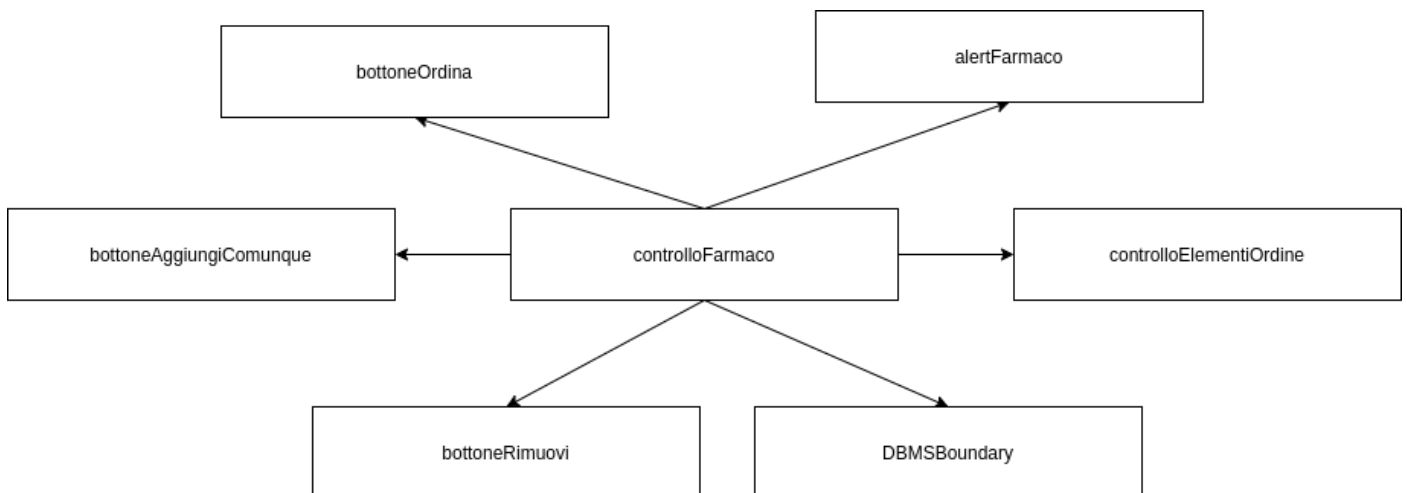 bottoneOrdina
alertFarmaco
bottoneAggiungiComunque
controlloFarmaco
controlloElementiOrdine
bottoneRimuovi
DBMSBoundary